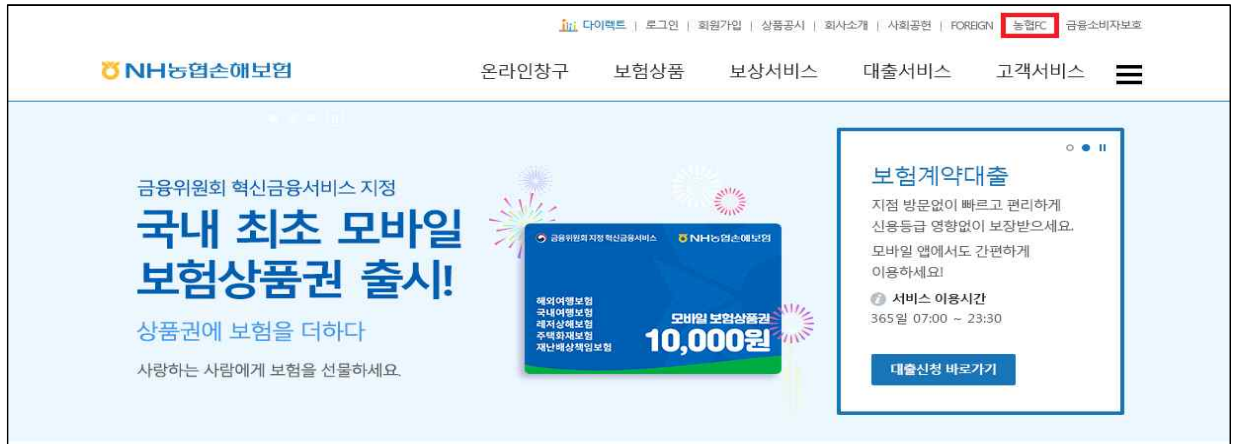 다이렉트 | 로그인 | 회원가입 | 상품공시 | 회사소개 | 사회공헌 | FOREIGN 농협FC 금융소비자보호
NH농협손해보험
온라인창구 보험상품 보상서비스 대출서비스 고객서비스
금융위원회 혁신금융서비스 지정
국내 최초 모바일
보험상품권 출시!
상품권에 보험을 더하다
사랑하는 사람에게 보험을 선물하세요.
금융위원회 지정 혁신금융서비스 NH농협손해보험
해외여행보험
국내여행보험
레저상해보험
주택화재보험
재난배상책임보험
모바일 보험상품권
10,000원
보험계약대출
지점 방문없이 빠르고 편리하게
신용등급 영향없이 보장받으세요.
모바일 앱에서도 간편하게
이용하세요!
서비스 이용시간
365일 07:00 ~ 23:30
대출신청 바로가기